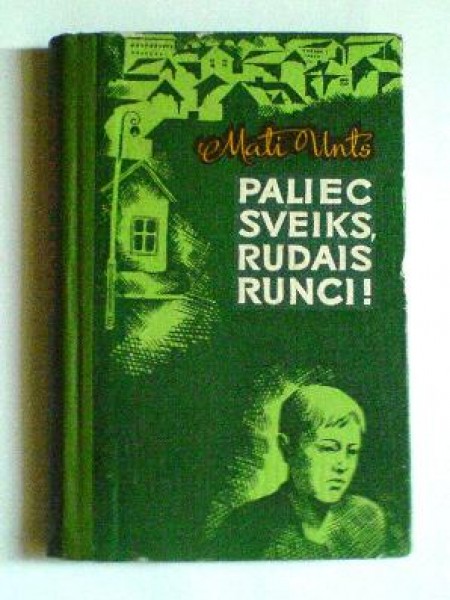 Mati Unts
PALIEC
SVEIKS,
RUDAIS
RUNCI!